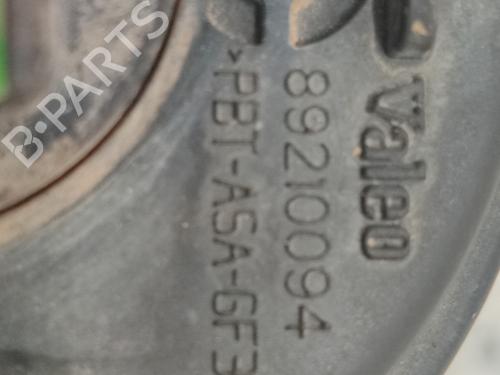 Valeo
89210094
>PBT-ASA-GF3
B-PARTS